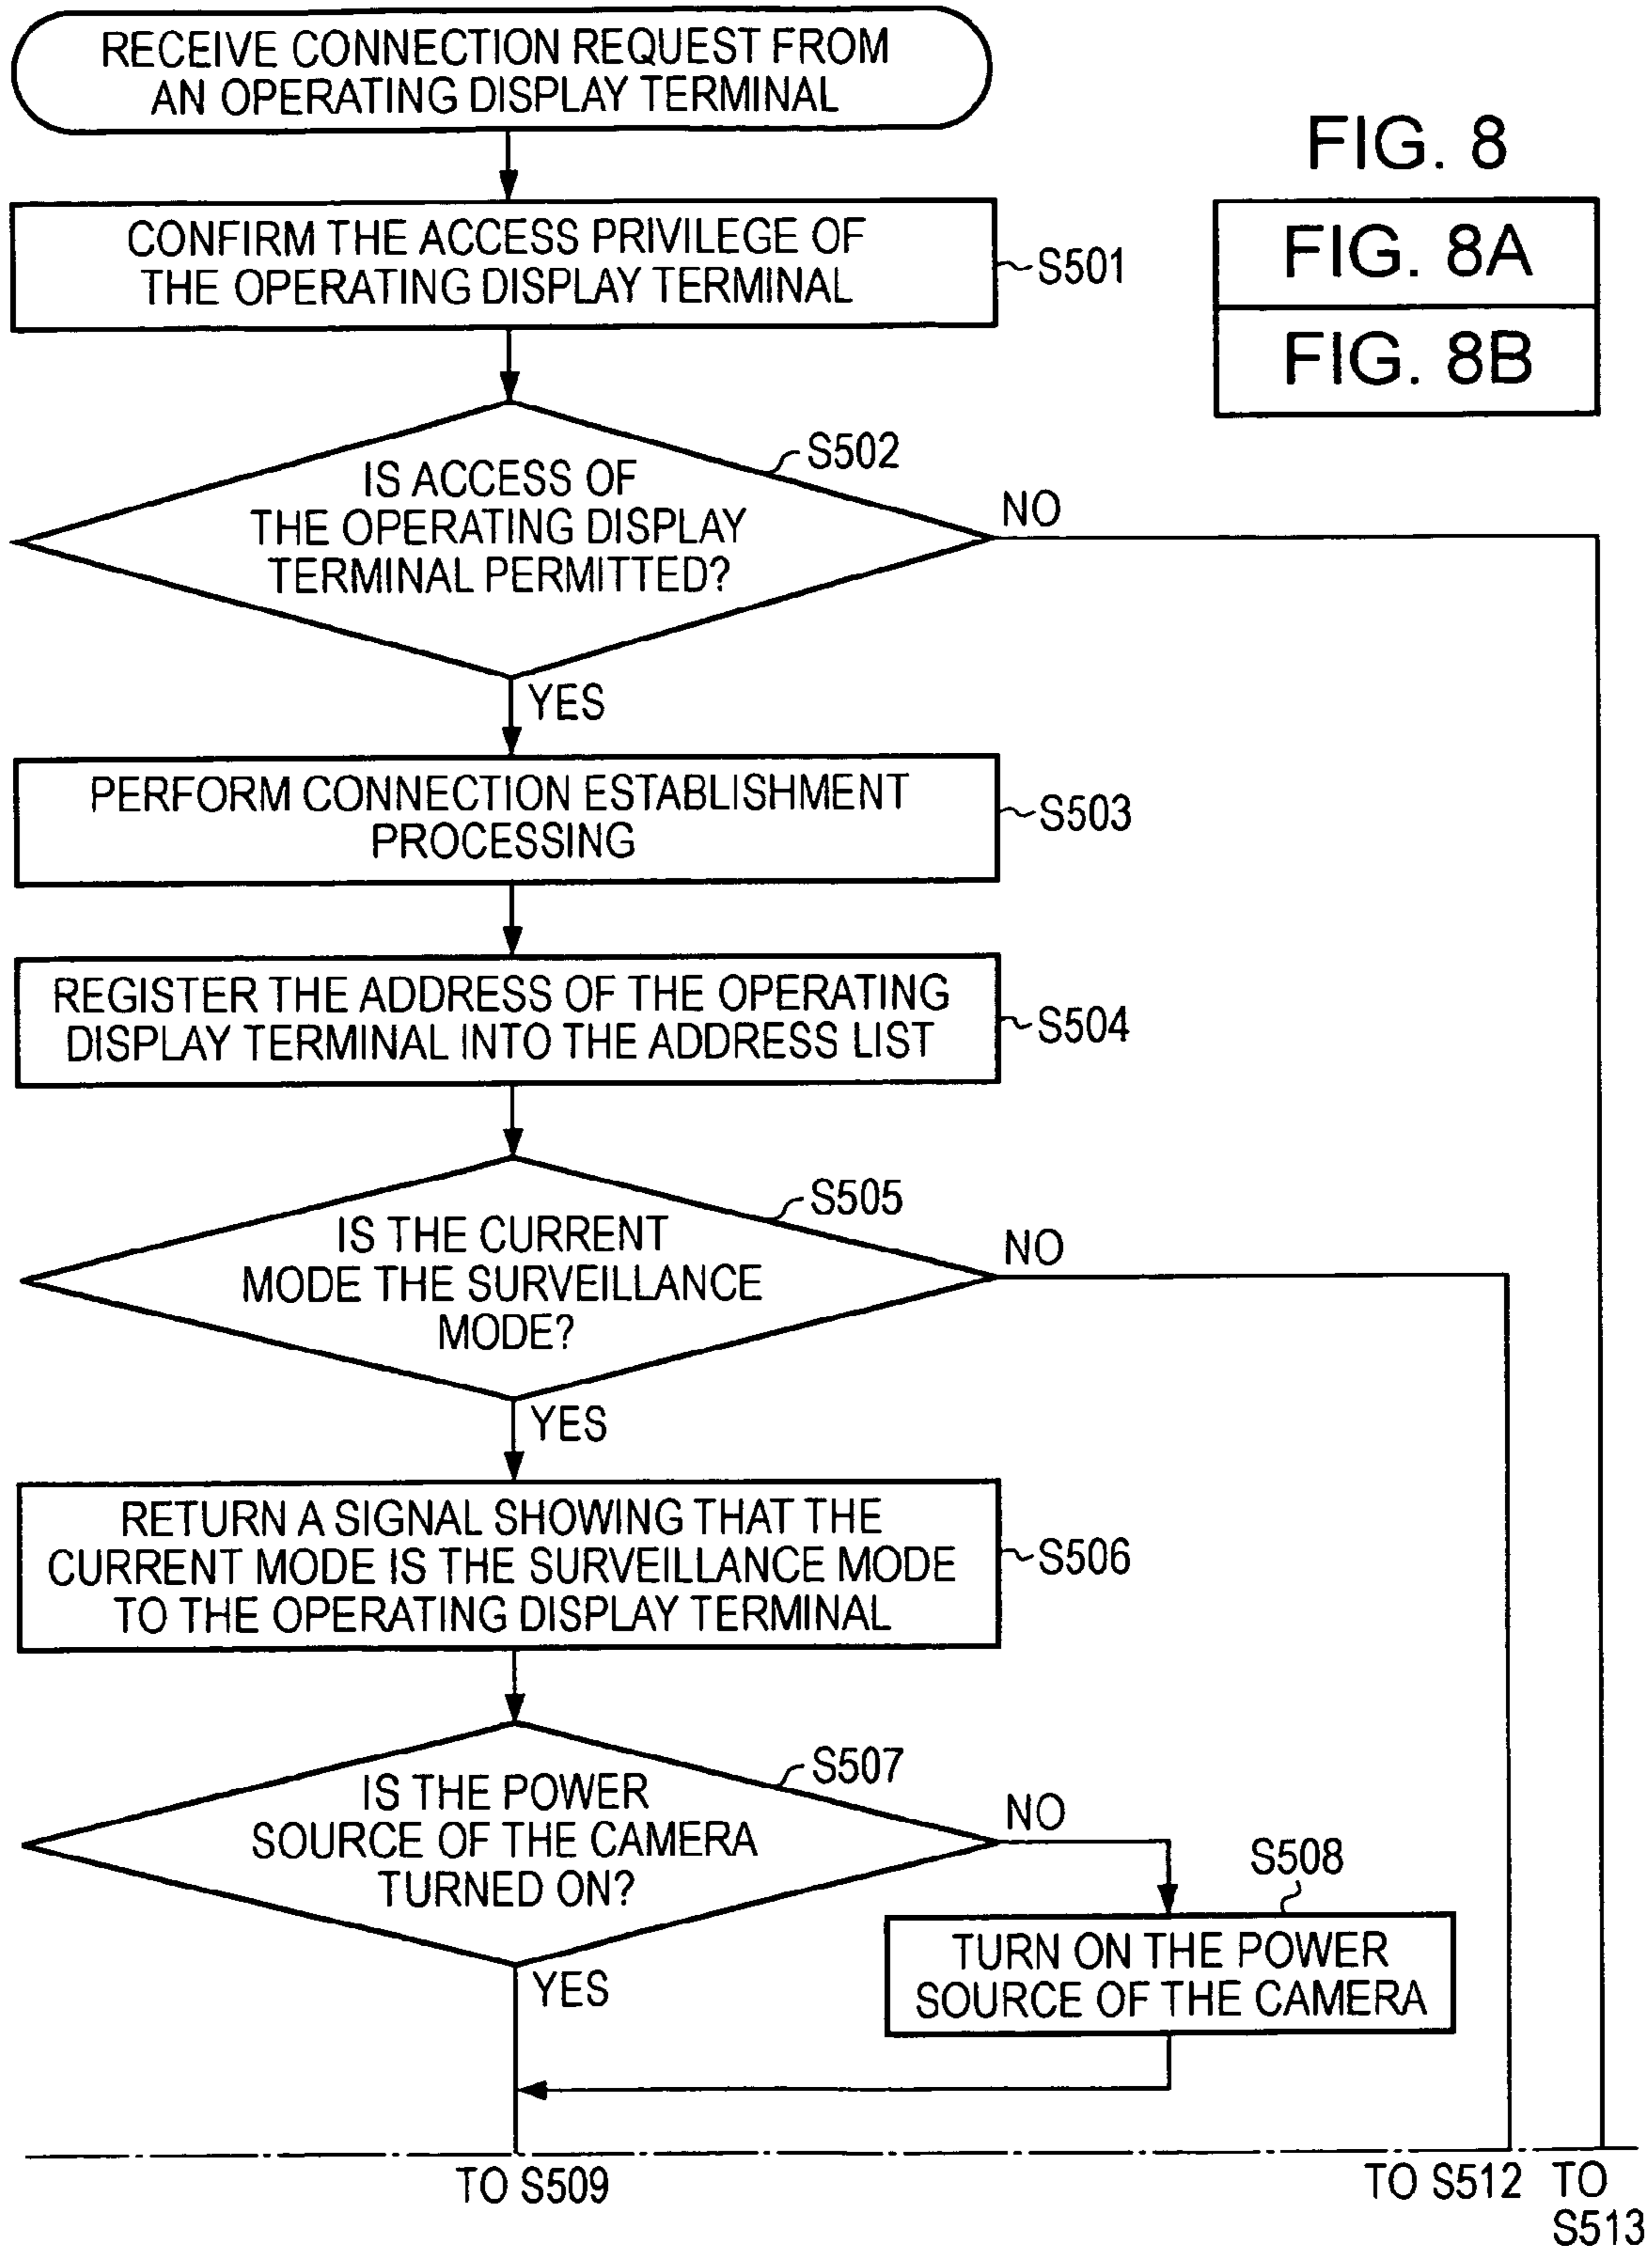 RECEIVE CONNECTION REQUEST FROM
AN OPERATING DISPLAY TERMINAL
FIG. 8
FIG. 8A
FIG. 8B
CONFIRM THE ACCESS PRIVILEGE OF
THE OPERATING DISPLAY TERMINAL
S501
S502
IS ACCESS OF
THE OPERATING DISPLAY
TERMINAL PERMITTED?
NO
YES
PERFORM CONNECTION ESTABLISHMENT
PROCESSING
S503
REGISTER THE ADDRESS OF THE OPERATING
DISPLAY TERMINAL INTO THE ADDRESS LIST
S504
S505
IS THE CURRENT
MODE THE SURVEILLANCE
MODE?
NO
YES
RETURN A SIGNAL SHOWING THAT THE
CURRENT MODE IS THE SURVEILLANCE MODE
TO THE OPERATING DISPLAY TERMINAL
S506
S507
IS THE POWER
SOURCE OF THE CAMERA
TURNED ON?
NO
YES
S508
TURN ON THE POWER
SOURCE OF THE CAMERA
TO S509
TO S512
TO
S513